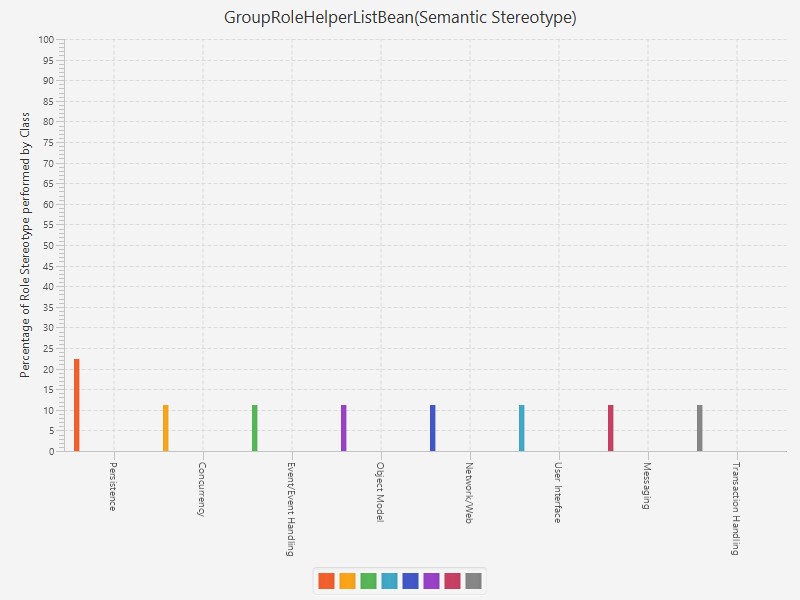 GroupRoleHelperListBean(Semantic Stereotype)
Percentage of Role Stereotype performed by Class
100
95
90
85
80
75
70
65
60
55
50
45
40
35
30
25
20
15
10
5
0
Persistence
Concurrency
Event/Event Handling
Object Model
Network/Web
User Interface
Messaging
Transaction Handling